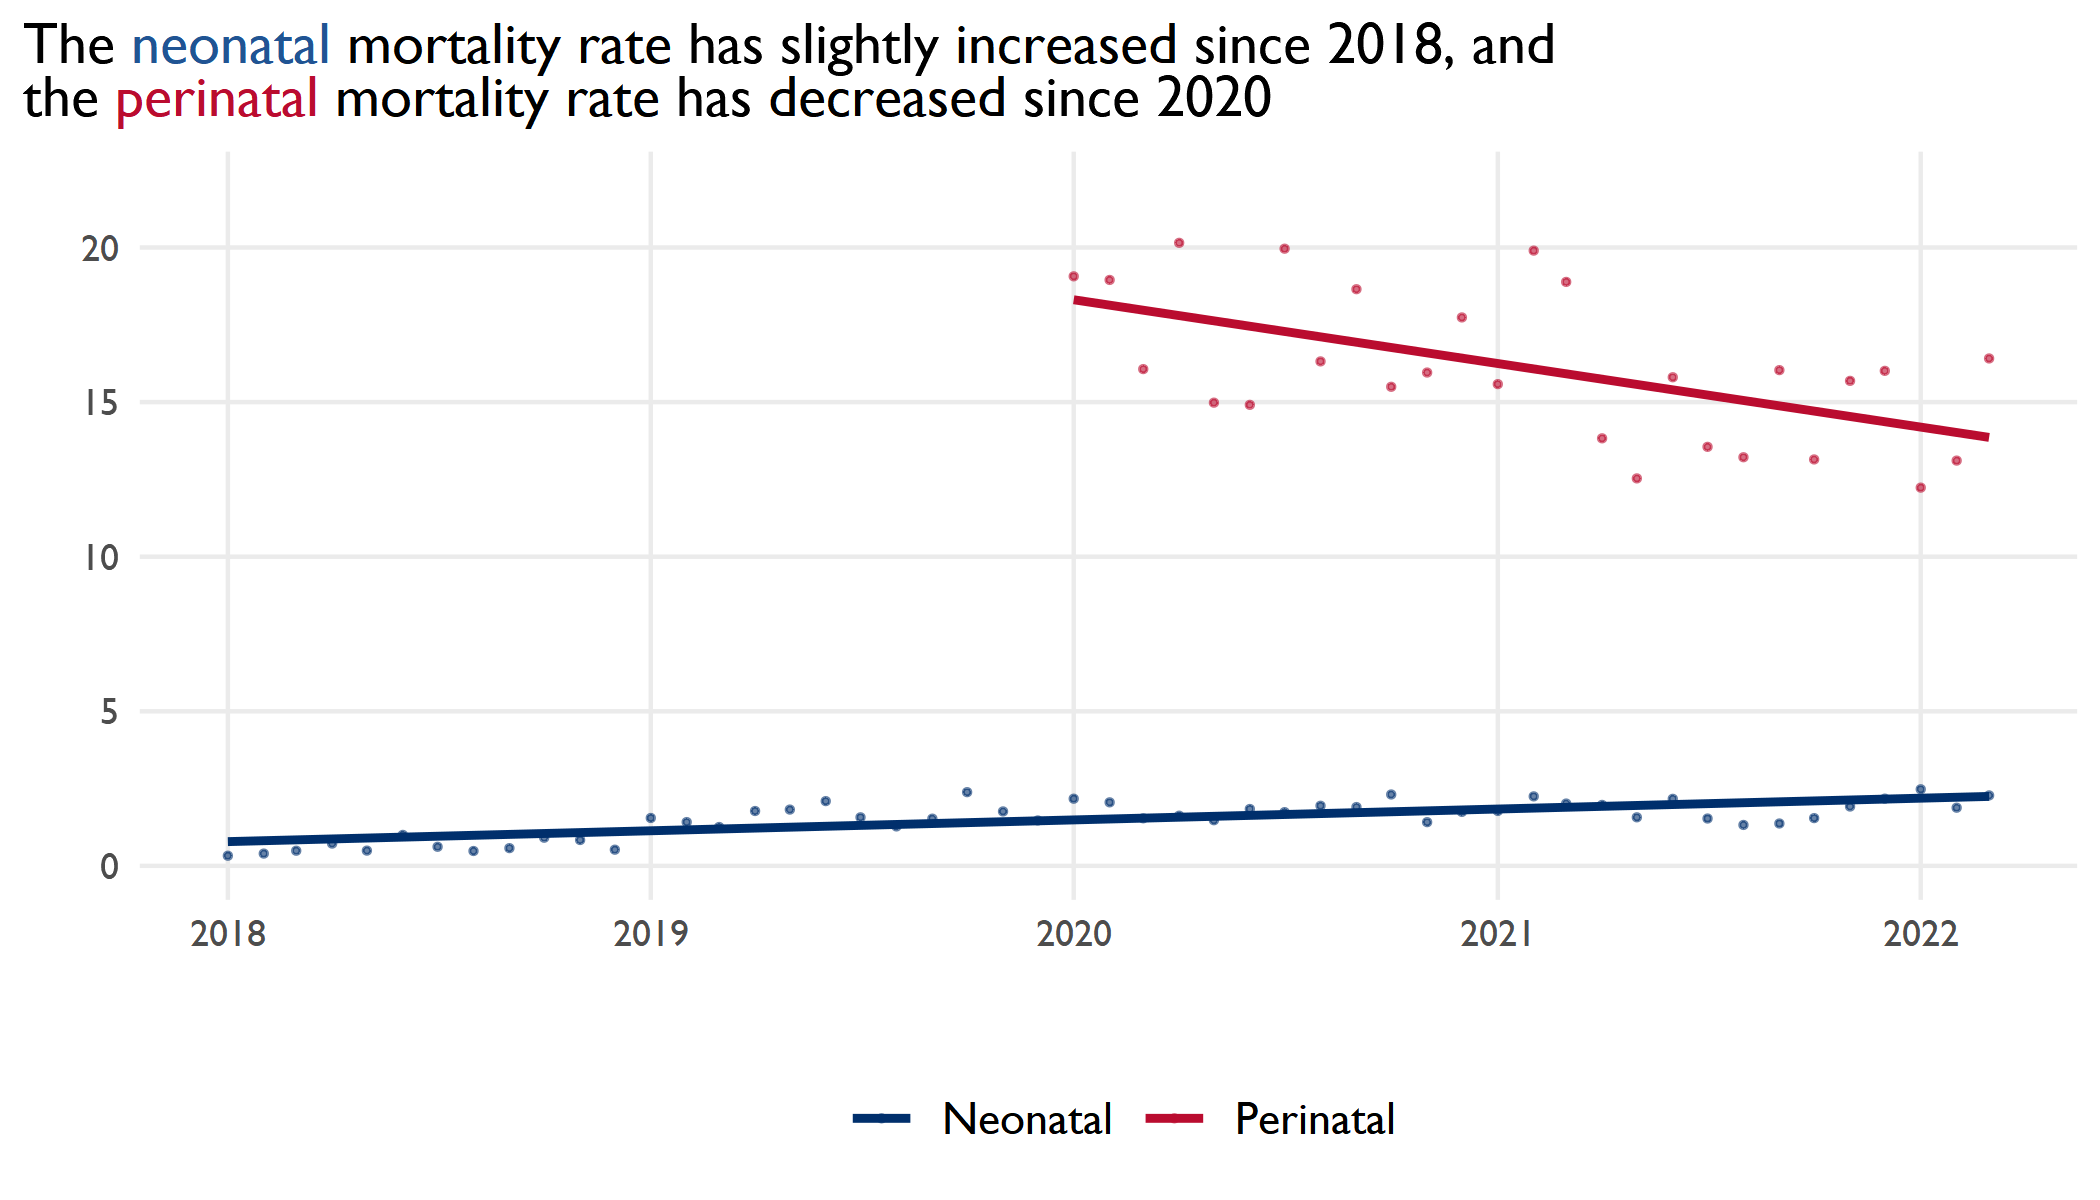 The neonatal mortality rate has slightly increased since 2018, and
the perinatal mortality rate has decreased since 2020
20
15
10
5
0
2018 2019 2020 2021 2022
Neonatal Perinatal